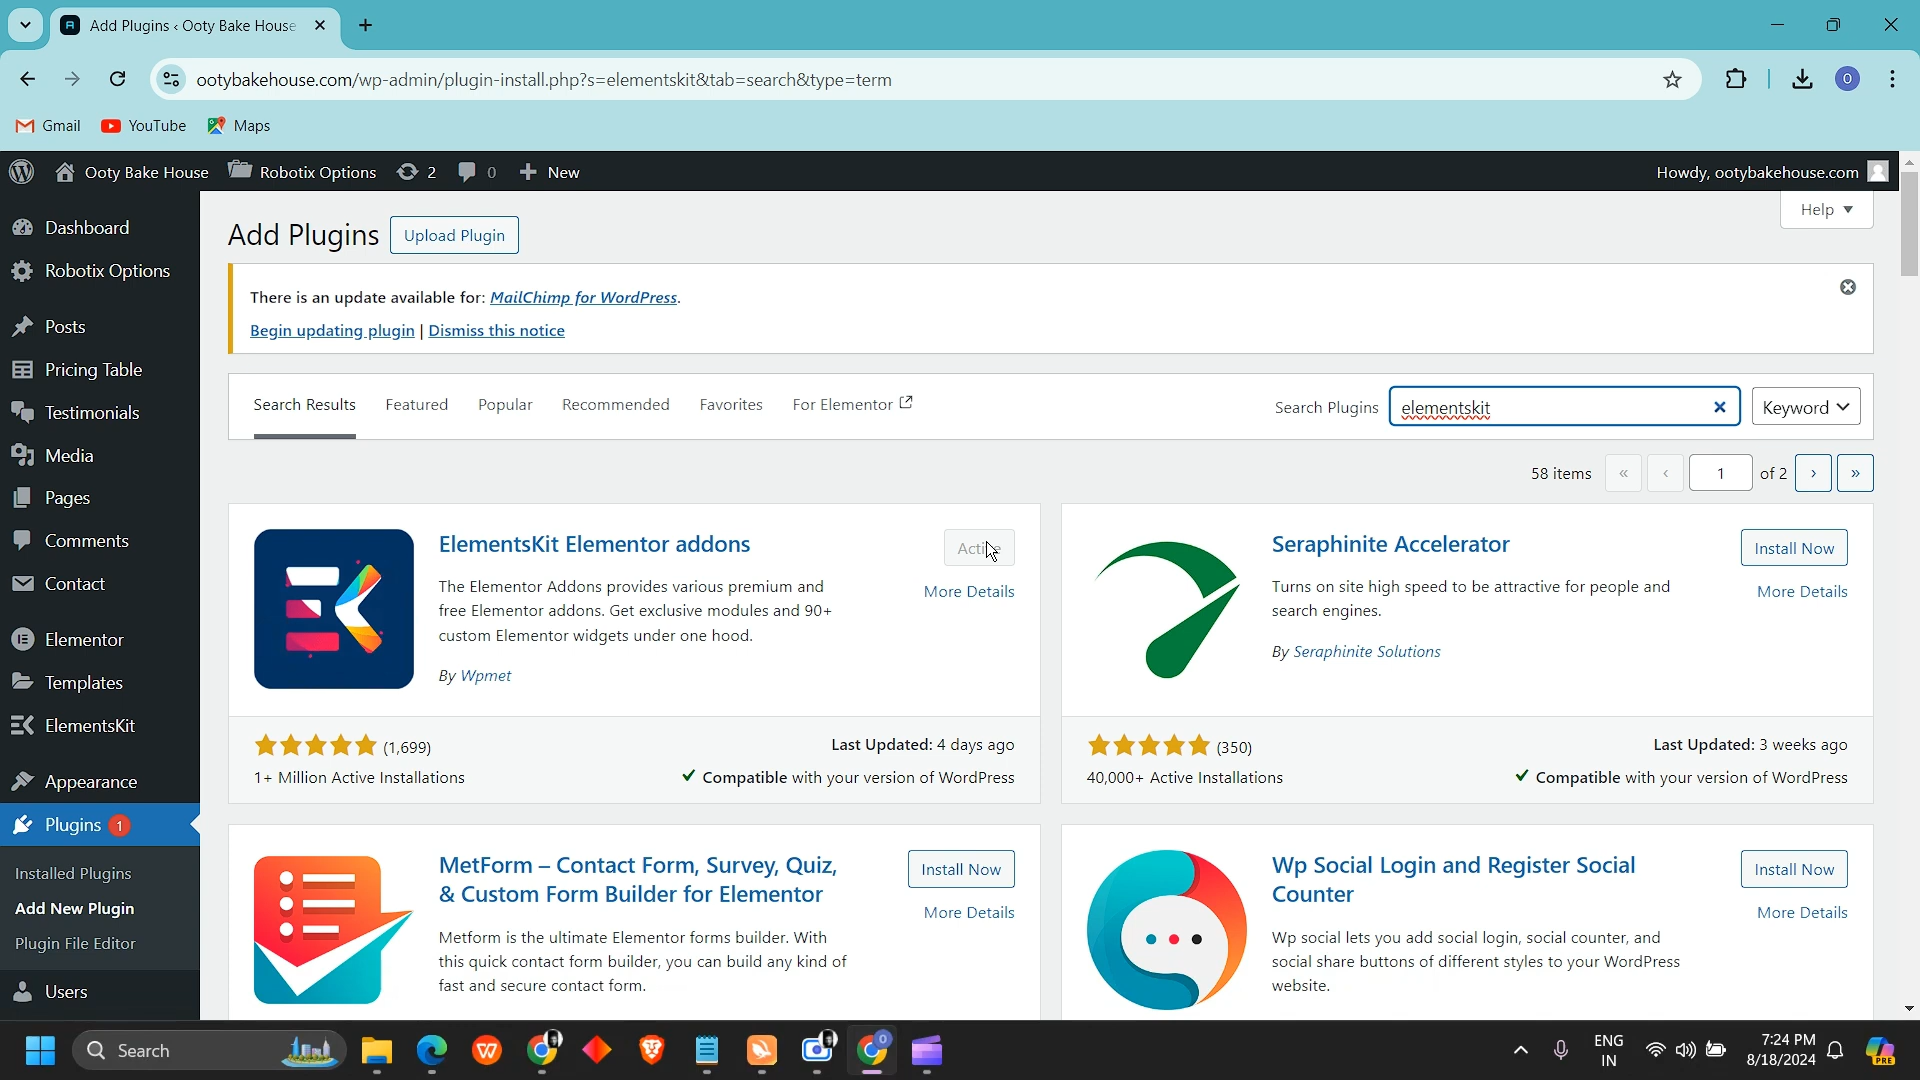 Add Plugins ‹ Ooty Bake House
ootybakehouse.com/wp-admin/plugin-install.php?s=elementskit&tab=search&type=term
O
Gmail YouTube Maps
Ooty Bake House Robotix Options 2 0 New
Howdy, ootybakehouse.com
Help
Dashboard
Robotix Options
Posts
Pricing Table
Testimonials
Media
Pages
Comments
Contact
Elementor
Templates
ElementsKit
Appearance
Plugins 1
Installed Plugins
Add New Plugin
Plugin File Editor
Users
Add Plugins Upload Plugin
There is an update available for: MailChimp for WordPress.
Begin updating plugin | Dismiss this notice
Search Results Featured Popular Recommended Favorites For Elementor
Search Plugins elementskit Keyword
58 items « ‹ 1 of 2 › »
ElementsKit Elementor addons
Active
More Details
The Elementor Addons provides various premium and
free Elementor addons. Get exclusive modules and 90+
custom Elementor widgets under one hood.
By Wpmet
(1,699)
Last Updated: 4 days ago
1+ Million Active Installations
Compatible with your version of WordPress
Seraphinite Accelerator
Install Now
More Details
Turns on site high speed to be attractive for people and
search engines.
By Seraphinite Solutions
(350)
Last Updated: 3 weeks ago
40,000+ Active Installations
Compatible with your version of WordPress
MetForm – Contact Form, Survey, Quiz,
& Custom Form Builder for Elementor
Install Now
More Details
Metform is the ultimate Elementor forms builder. With
this quick contact form builder, you can build any kind of
fast and secure contact form.
Wp Social Login and Register Social
Counter
Install Now
More Details
Wp social lets you add social login, social counter, and
social share buttons of different styles to your WordPress
website.
Search
ENG
IN
7:24 PM
8/18/2024
PRE